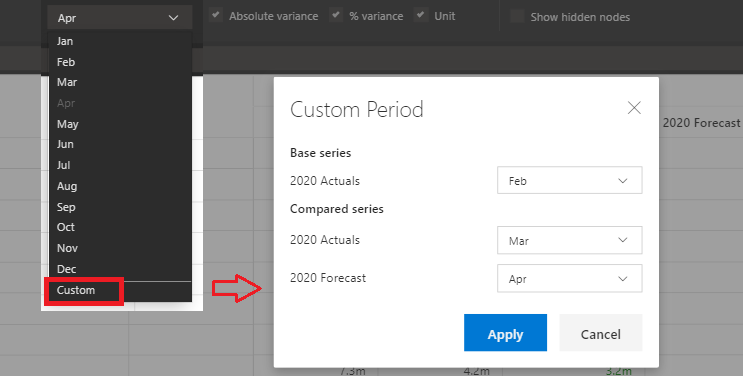 Apr
Absolute variance
% variance
Unit
Show hidden nodes
Jan
Feb
Mar
Apr
May
Jun
Jul
Aug
Sep
Oct
Nov
Dec
Custom
Custom Period
Base series
2020 Actuals
Feb
Compared series
2020 Actuals
Mar
2020 Forecast
Apr
Apply
Cancel
2020 Forecast
7.3m
4.2m
3.2m